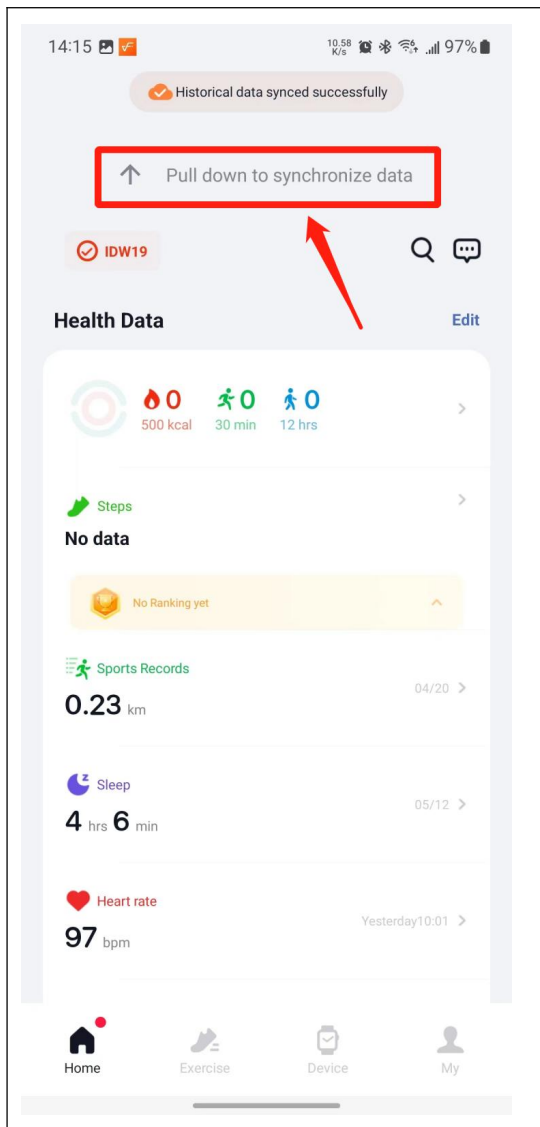 14:15 10.58 K/s 6 97%
Historical data synced successfully
Pull down to synchronize data
IDW19
Health Data Edit
0 0 0
500 kcal 30 min 12 hrs
Steps
No data
No Ranking yet
Sports Records
0.23 km 04/20
Sleep
4 hrs 6 min 05/12
Heart rate
97 bpm Yesterday10:01
Home Exercise Device My